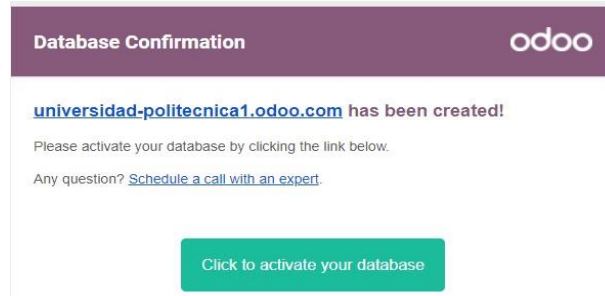 Database Confirmation odoo
universidad-politecnica1.odoo.com has been created!
Please activate your database by clicking the link below.
Any question? Schedule a call with an expert.
Click to activate your database